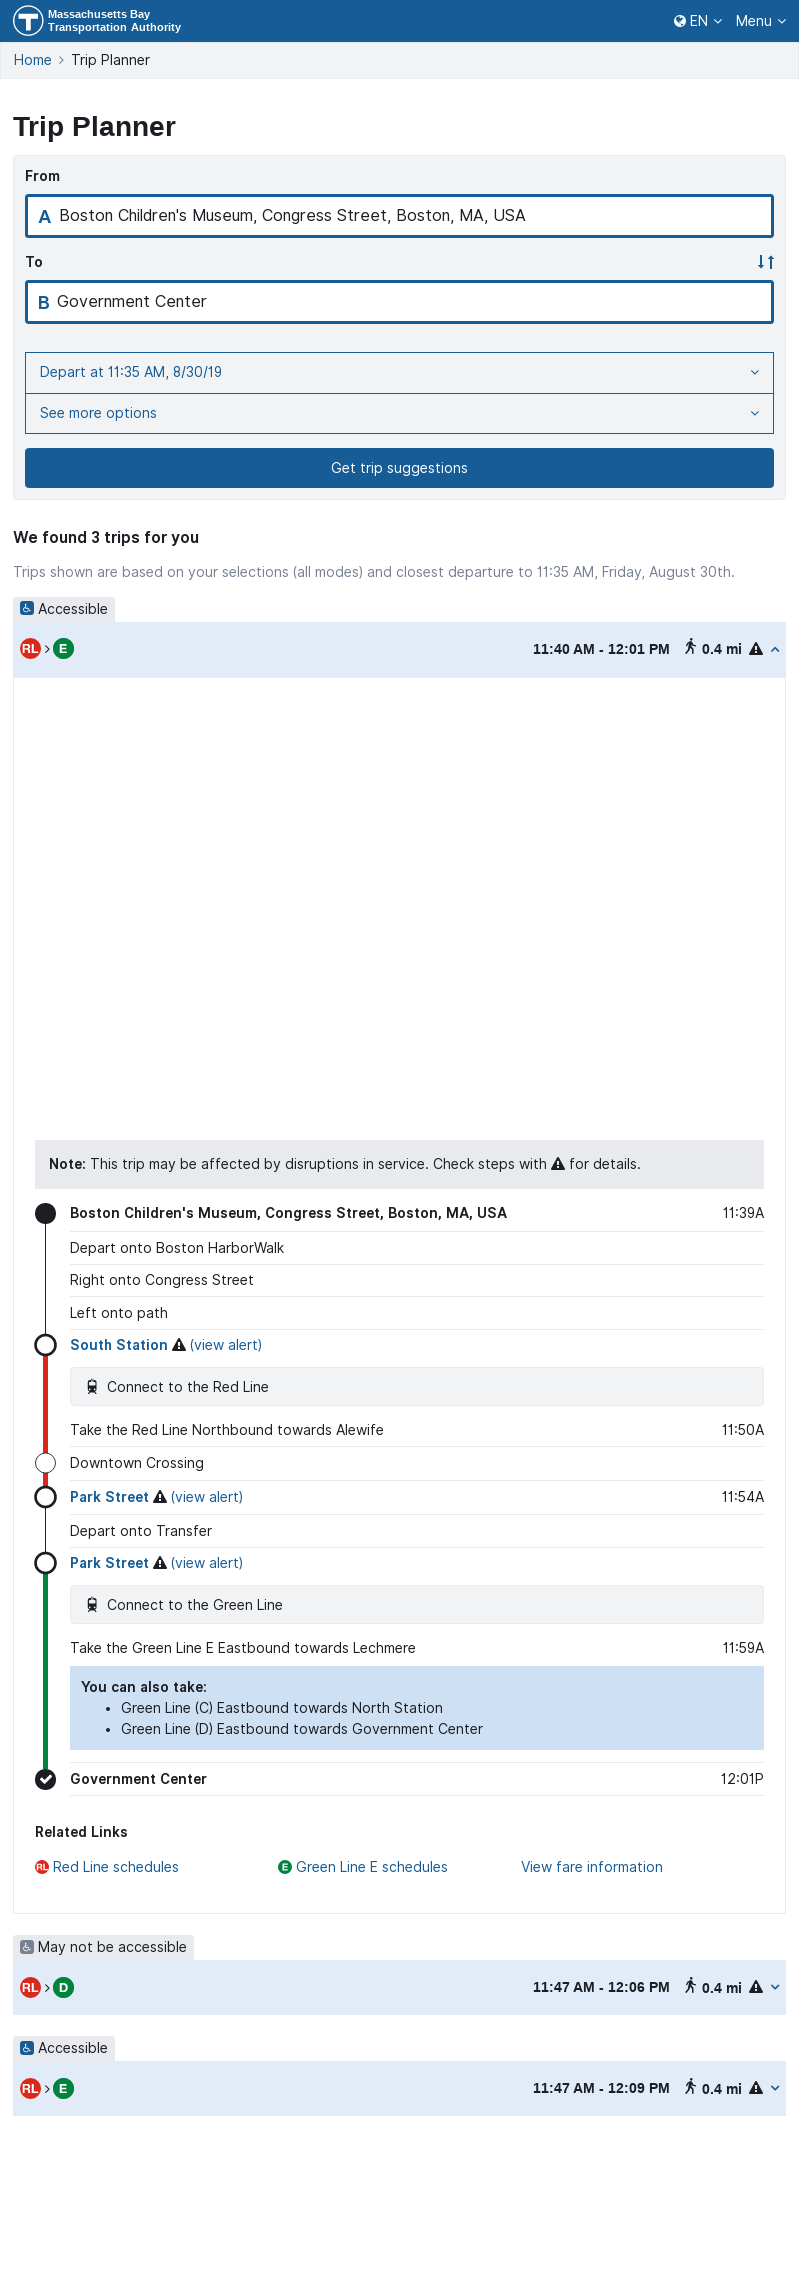 Massachusetts Bay
Transportation Authority
EN
Menu
Home > Trip Planner
Trip Planner
From
A Boston Children's Museum, Congress Street, Boston, MA, USA
To
B Government Center
Depart at 11:35 AM, 8/30/19
See more options
Get trip suggestions
We found 3 trips for you
Trips shown are based on your selections (all modes) and closest departure to 11:35 AM, Friday, August 30th.
Accessible
RL > E 11:40 AM - 12:01 PM 0.4 mi
Note: This trip may be affected by disruptions in service. Check steps with for details.
Boston Children's Museum, Congress Street, Boston, MA, USA 11:39A
Depart onto Boston HarborWalk
Right onto Congress Street
Left onto path
South Station (view alert)
Connect to the Red Line
Take the Red Line Northbound towards Alewife 11:50A
Downtown Crossing
Park Street (view alert) 11:54A
Depart onto Transfer
Park Street (view alert)
Connect to the Green Line
Take the Green Line E Eastbound towards Lechmere 11:59A
You can also take:
• Green Line (C) Eastbound towards North Station
• Green Line (D) Eastbound towards Government Center
Government Center 12:01P
Related Links
RL Red Line schedules E Green Line E schedules View fare information
May not be accessible
RL > D 11:47 AM - 12:06 PM 0.4 mi
Accessible
RL > E 11:47 AM - 12:09 PM 0.4 mi